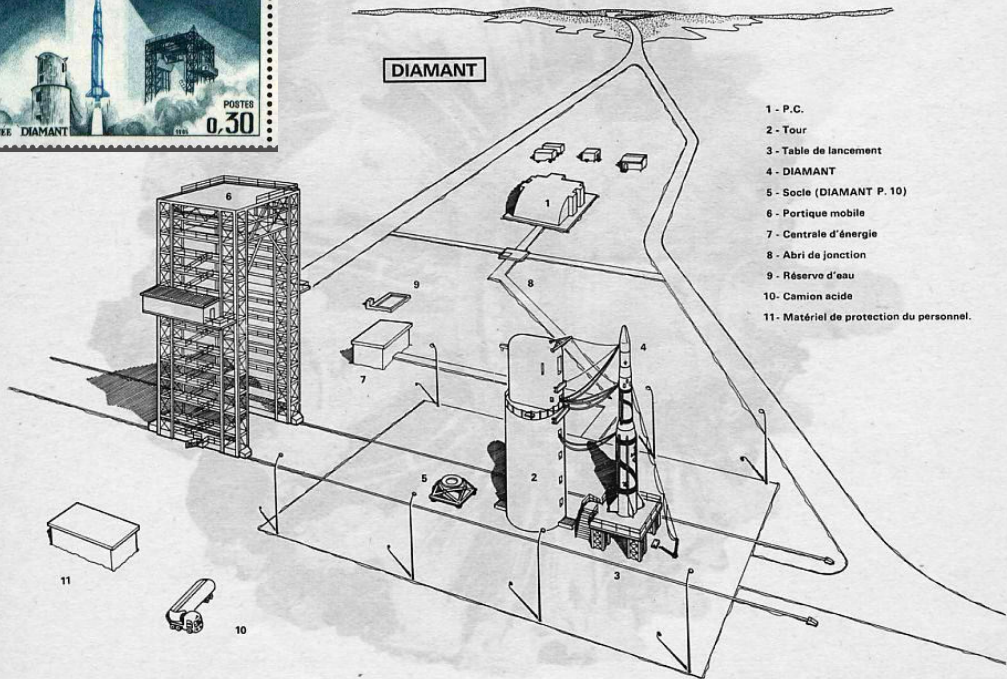 DIAMANT
POSTES
ÉE DIAMANT 1965 0,30
1 - P.C.
2 - Tour
3 - Table de lancement
4 - DIAMANT
5 - Socle (DIAMANT P. 10)
6 - Portique mobile
7 - Centrale d'énergie
8 - Abri de jonction
9 - Réserve d'eau
10- Camion acide
11- Matériel de protection du personnel.
6
1
9
8
7
4
5
2
3
11
10